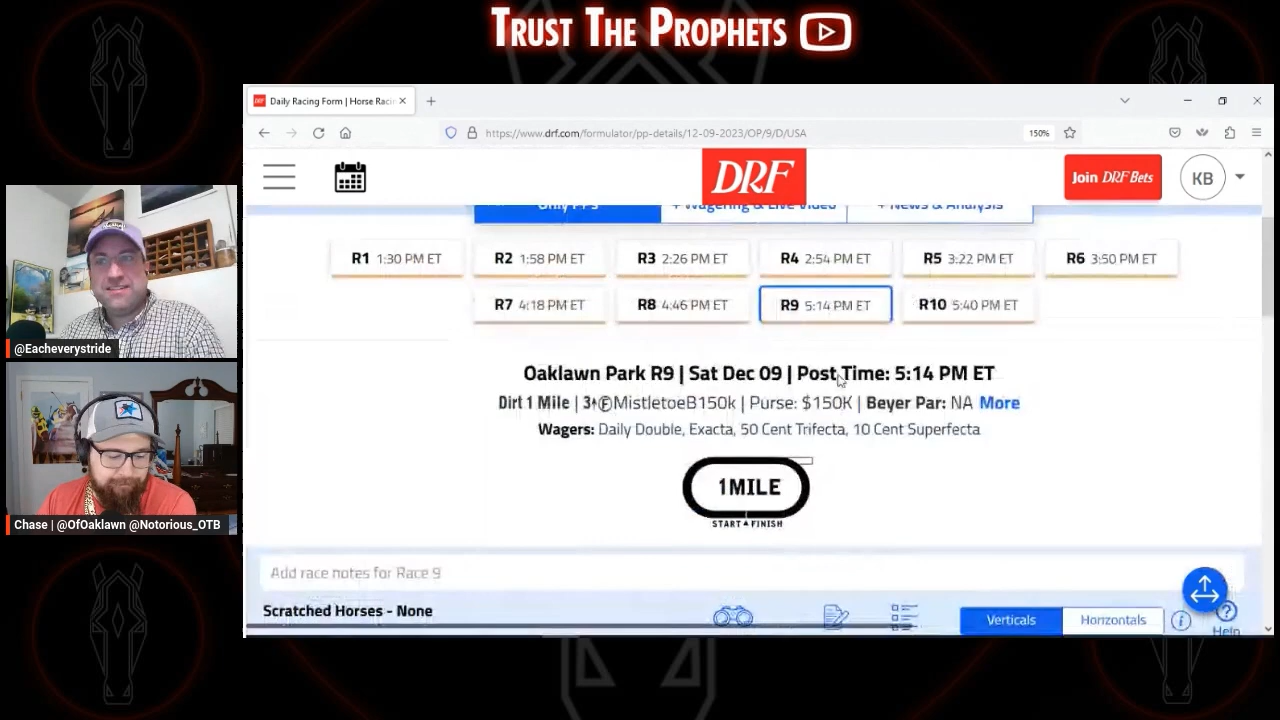 TRUST THE PROPHETS
Daily Racing Form | Horse Racin
https://www.drf.com/formulator/pp-details/12-09-2023/OP/9/D/USA
150%
DRF
Join DRF Bets
KB
Only PPs
+ Wagering & Live Video
+ News & Analysis
R1 1:30 PM ET
R2 1:58 PM ET
R3 2:26 PM ET
R4 2:54 PM ET
R5 3:22 PM ET
R6 3:50 PM ET
R7 4:18 PM ET
R8 4:46 PM ET
R9 5:14 PM ET
R10 5:40 PM ET
Oaklawn Park R9 | Sat Dec 09 | Post Time: 5:14 PM ET
Dirt 1 Mile | 3↑ⒻMistletoeB150k | Purse: $150K | Beyer Par: NA More
Wagers: Daily Double, Exacta, 50 Cent Trifecta, 10 Cent Superfecta
1 MILE
START ▲ FINISH
Add race notes for Race 9
Scratched Horses - None
Verticals
Horizontals
Help
@Eacheverystride
Chase | @OfOaklawn @Notorious_OTB